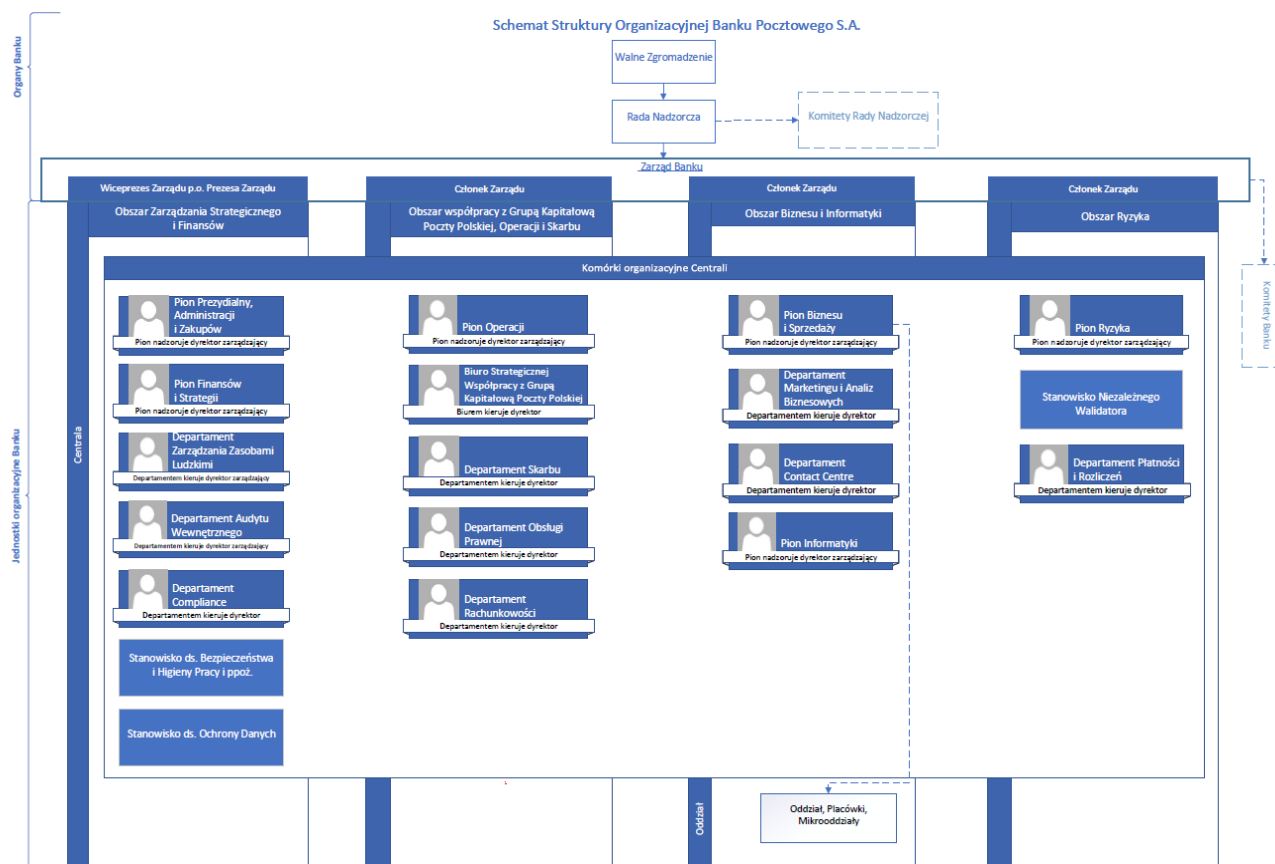 Schemat Struktury Organizacyjnej Banku Pocztowego S.A.
Organy Banku
Walne Zgromadzenie
Rada Nadzorcza
Komitety Rady Nadzorczej
Zarząd Banku
Wiceprezes Zarządu p.o. Prezesa Zarządu
Członek Zarządu
Członek Zarządu
Członek Zarządu
Obszar Zarządzania Strategicznego
i Finansów
Obszar współpracy z Grupą Kapitałową
Poczty Polskiej, Operacji i Skarbu
Obszar Biznesu i Informatyki
Obszar Ryzyka
Komitety Banku
Jednostki organizacyjne Banku
Centrala
Komórki organizacyjne Centrali
Pion Prezydialny,
Administracji
i Zakupów
Pion nadzoruje dyrektor zarządzający
Pion Finansów
i Strategii
Pion nadzoruje dyrektor zarządzający
Departament
Zarządzania Zasobami
Ludzkimi
Departamentem kieruje dyrektor zarządzający
Departament Audytu
Wewnętrznego
Departamentem kieruje dyrektor zarządzający
Departament
Compliance
Departamentem kieruje dyrektor
Stanowisko ds. Bezpieczeństwa
i Higieny Pracy i ppoż.
Stanowisko ds. Ochrony Danych
Pion Operacji
Pion nadzoruje dyrektor zarządzający
Biuro Strategicznej
Współpracy z Grupą
Kapitałową Poczty Polskiej
Biurem kieruje dyrektor
Departament Skarbu
Departamentem kieruje dyrektor
Departament Obsługi
Prawnej
Departamentem kieruje dyrektor
Departament
Rachunkowości
Departamentem kieruje dyrektor
Pion Biznesu
i Sprzedaży
Pion nadzoruje dyrektor zarządzający
Departament
Marketingu i Analiz
Biznesowych
Departamentem kieruje dyrektor
Departament
Contact Centre
Departamentem kieruje dyrektor
Pion Informatyki
Pion nadzoruje dyrektor zarządzający
Pion Ryzyka
Pion nadzoruje dyrektor zarządzający
Stanowisko Niezależnego
Walidatora
Departament Płatności
i Rozliczeń
Departamentem kieruje dyrektor
Oddział
Oddział, Placówki,
Mikrooddziały